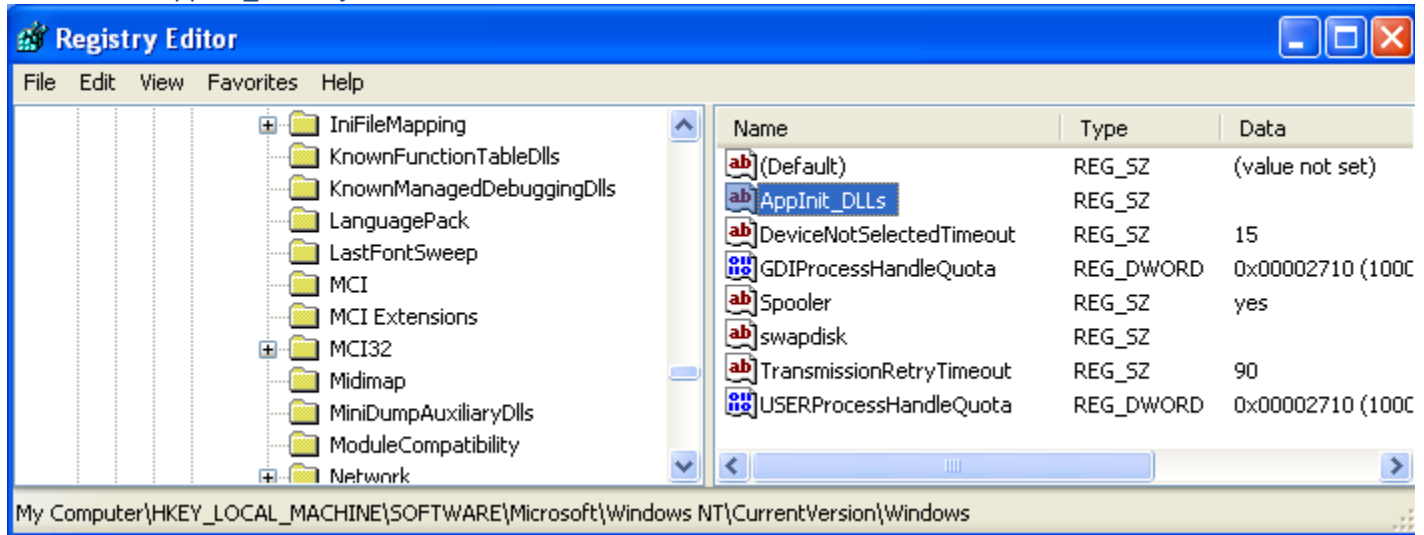 Registry Editor
File Edit View Favorites Help
IniFileMapping
KnownFunctionTableDlls
KnownManagedDebuggingDlls
LanguagePack
LastFontSweep
MCI
MCI Extensions
MCI32
Midimap
MiniDumpAuxiliaryDlls
ModuleCompatibility
Network
Name Type Data
(Default) REG_SZ (value not set)
AppInit_DLLs REG_SZ
DeviceNotSelectedTimeout REG_SZ 15
GDIProcessHandleQuota REG_DWORD 0x00002710 (1000
Spooler REG_SZ yes
swapdisk REG_SZ
TransmissionRetryTimeout REG_SZ 90
USERProcessHandleQuota REG_DWORD 0x00002710 (1000
My Computer\HKEY_LOCAL_MACHINE\SOFTWARE\Microsoft\Windows NT\CurrentVersion\Windows